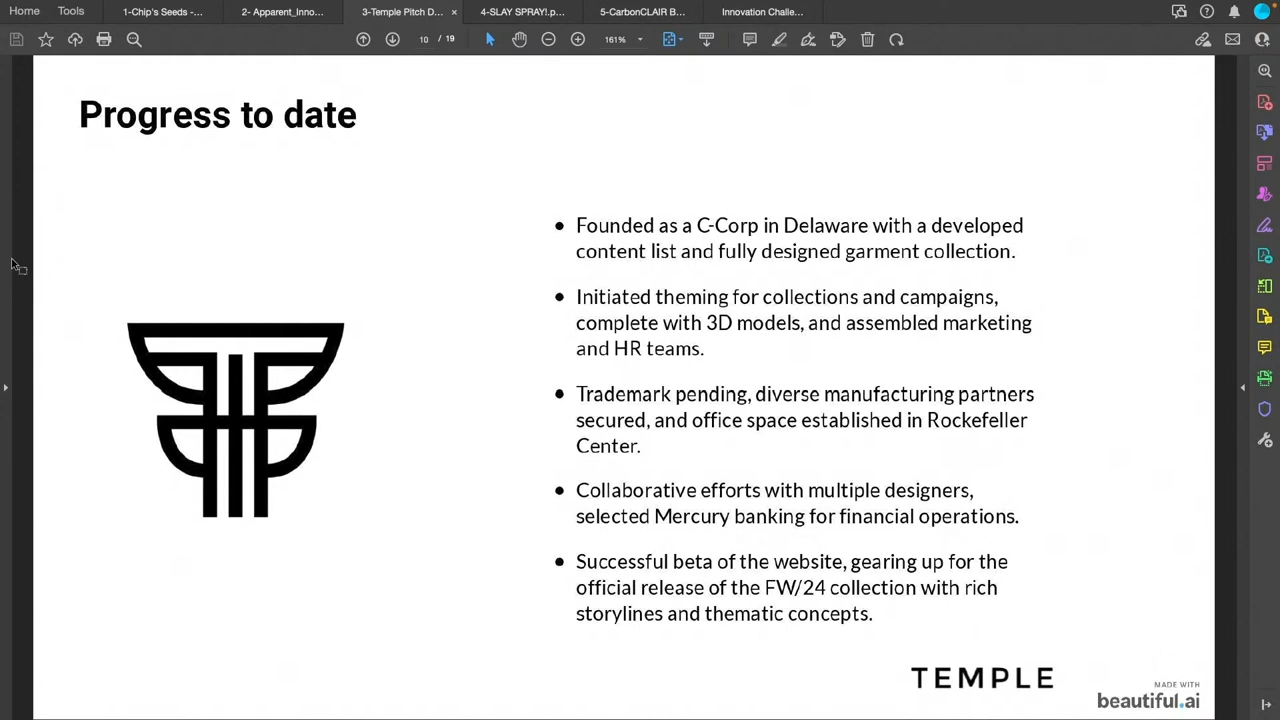 Home
Tools
1-Chip's Seeds -...
2- Apparent_Inno...
3-Temple Pitch D...
4-SLAY SPRAY!.p...
5-CarbonCLAIR B...
Innovation Challe...
10 / 19
161%
Progress to date
• Founded as a C-Corp in Delaware with a developed
content list and fully designed garment collection.
• Initiated theming for collections and campaigns,
complete with 3D models, and assembled marketing
and HR teams.
• Trademark pending, diverse manufacturing partners
secured, and office space established in Rockefeller
Center.
• Collaborative efforts with multiple designers,
selected Mercury banking for financial operations.
• Successful beta of the website, gearing up for the
official release of the FW/24 collection with rich
storylines and thematic concepts.
TEMPLE
MADE WITH
beautiful.ai